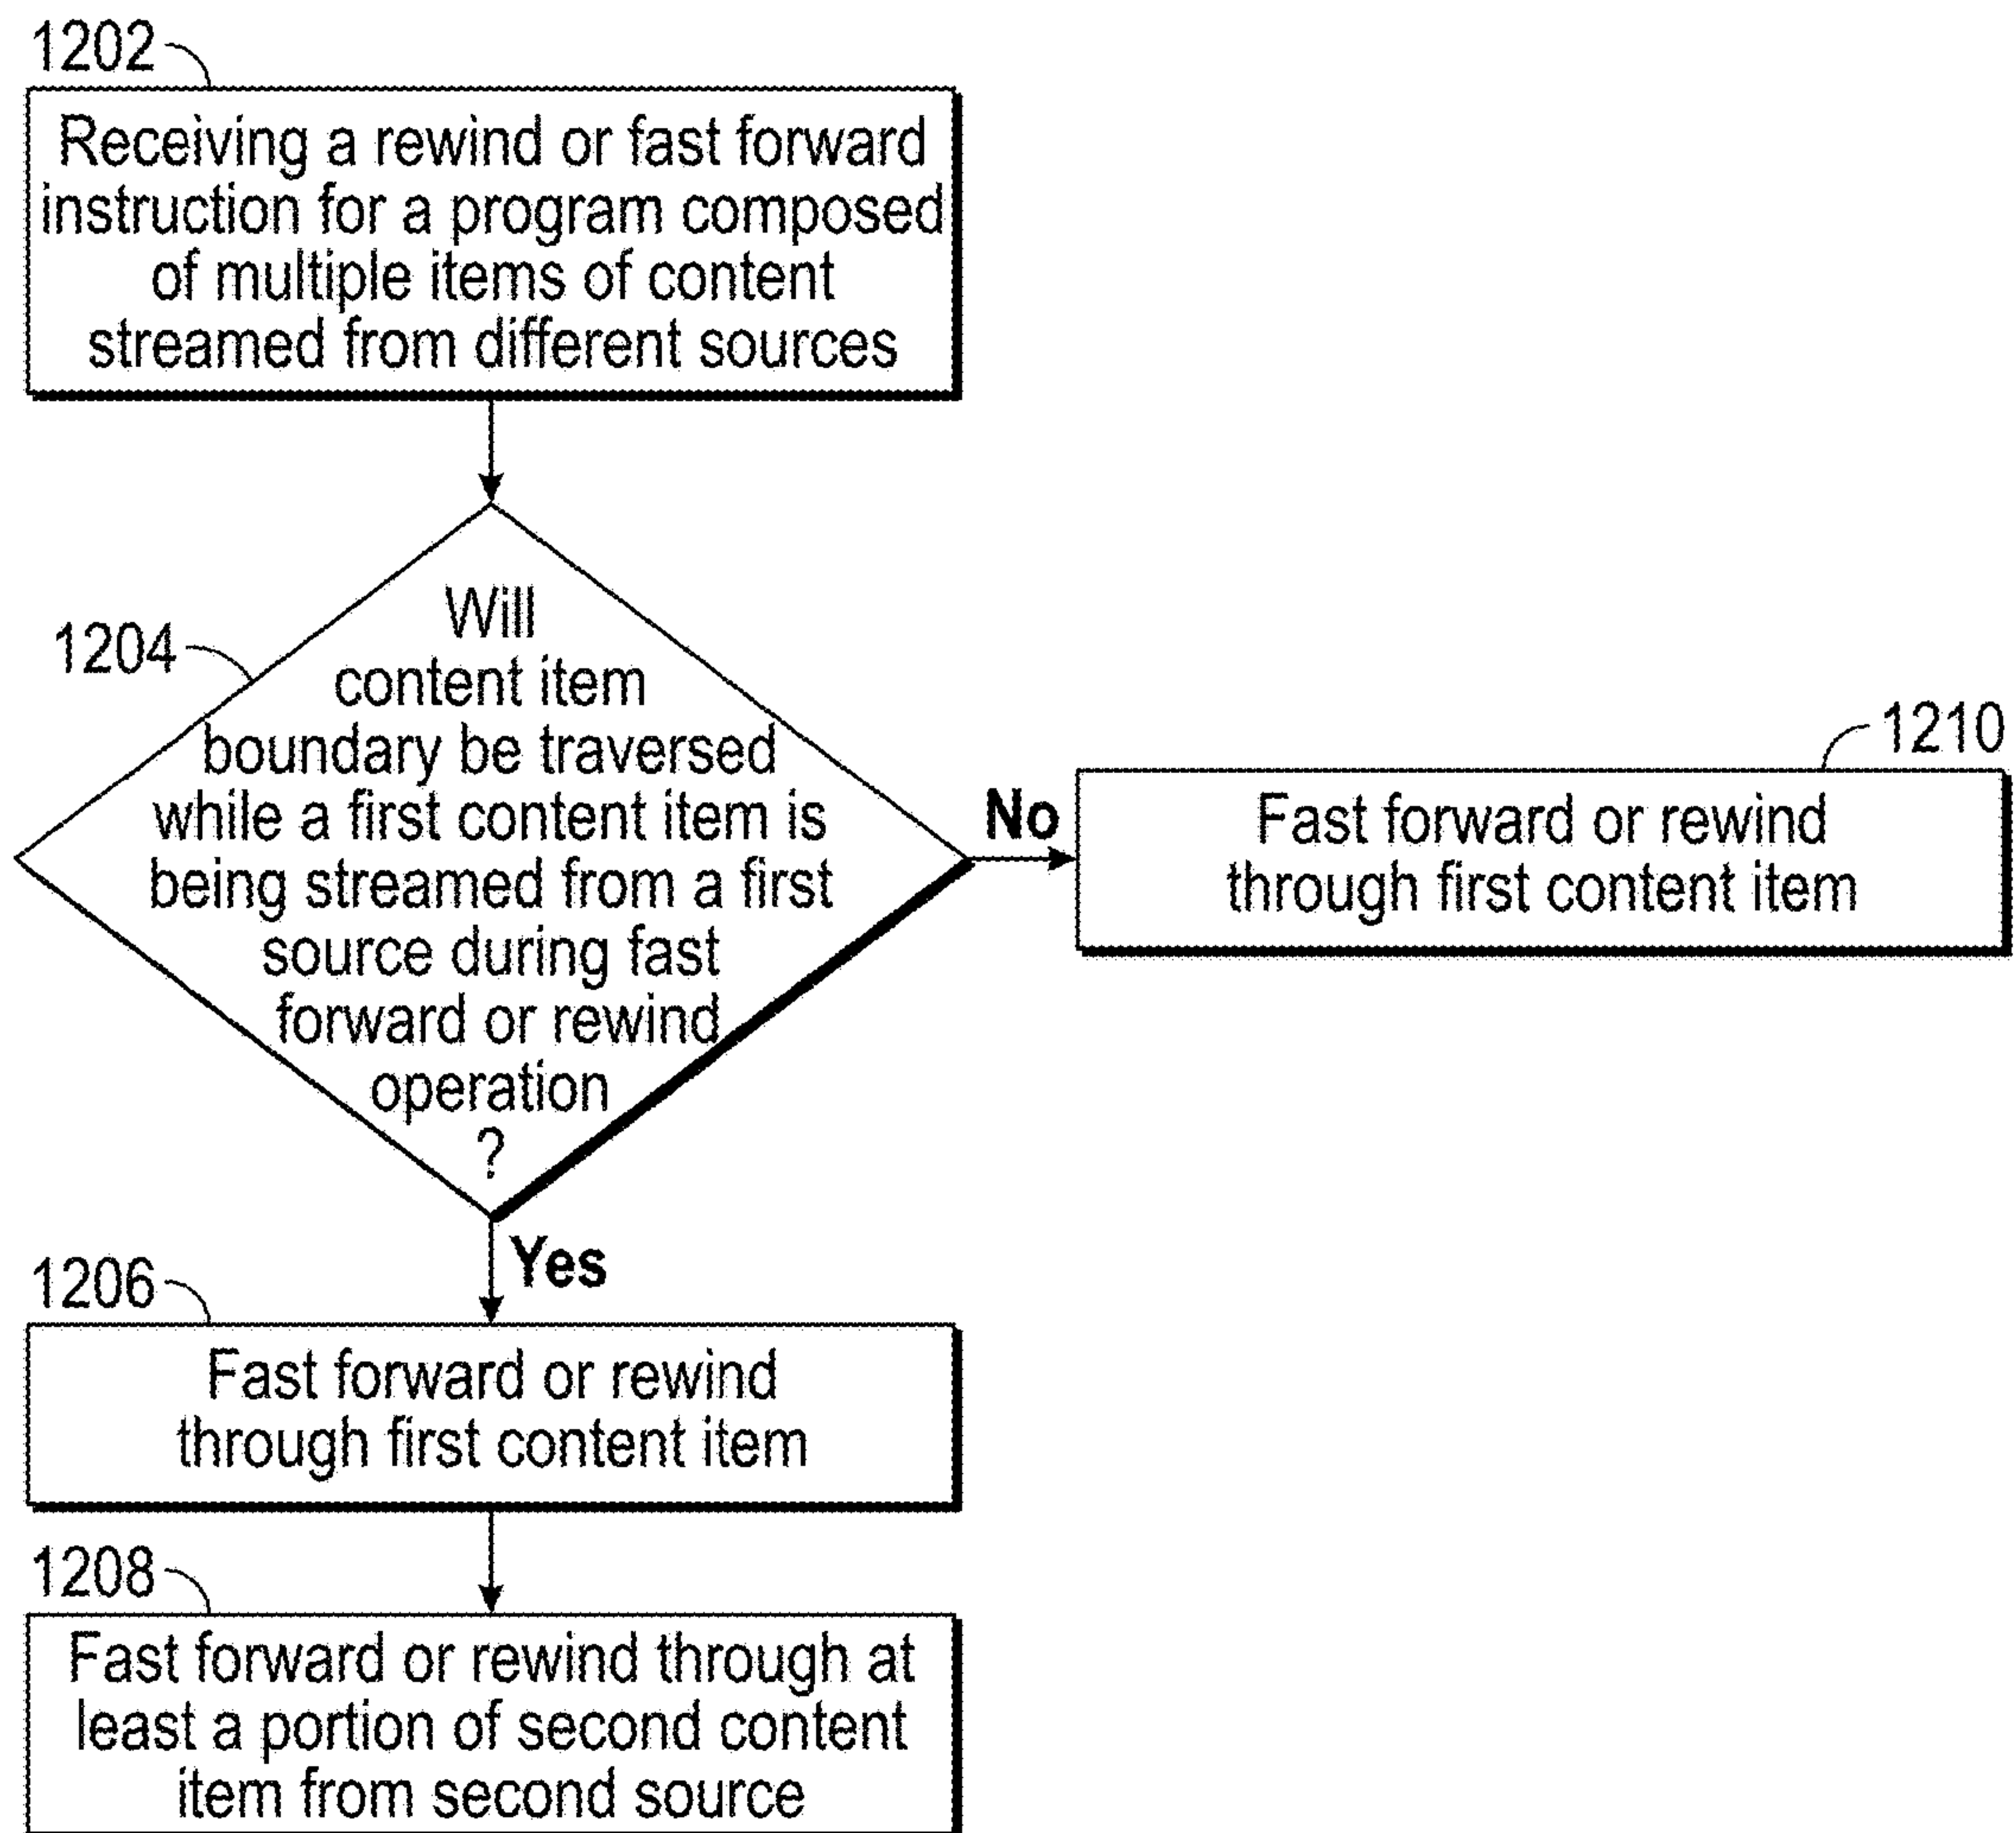 1202
Receiving a rewind or fast forward
instruction for a program composed
of multiple items of content
streamed from different sources
1204
Will
content item
boundary be traversed
while a first content item is
being streamed from a first
source during fast
forward or rewind
operation
?
No
1210
Fast forward or rewind
through first content item
Yes
1206
Fast forward or rewind
through first content item
1208
Fast forward or rewind through at
least a portion of second content
item from second source